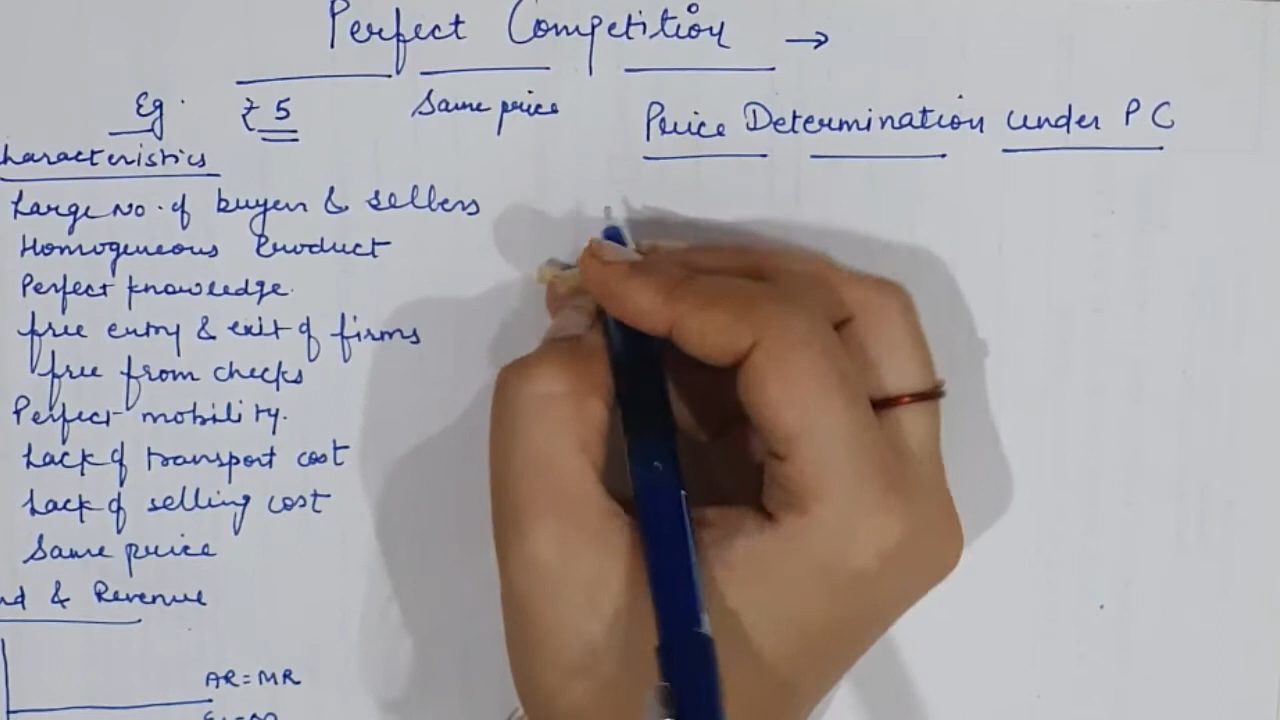 Perfect Competition →
Eg. ₹ 5 Same price
Price Determination under PC
haracteristics
Large No. of buyers & sellers
Homogeneous Product
Perfect knowledge.
free entry & exit of firms
free from checks
Perfect mobility.
Lack of transport cost
Lack of selling cost
Same price
nd & Revenue
AR=MR